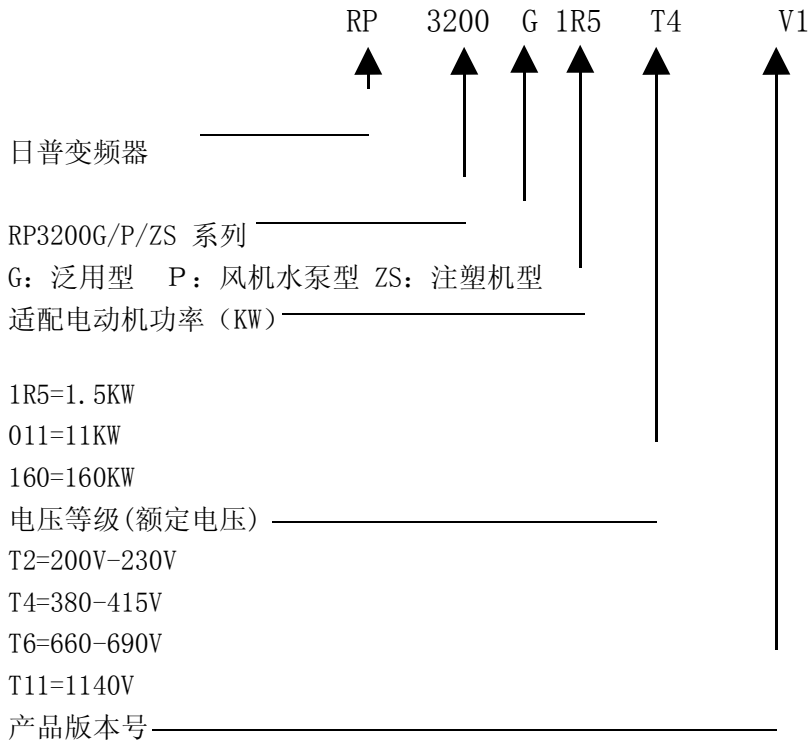 RP 3200 G 1R5 T4 V1
日普变频器
RP3200G/P/ZS 系列
G：泛用型 Ｐ：风机水泵型 ZS：注塑机型
适配电动机功率（KW）
1R5=1.5KW
011=11KW
160=160KW
电压等级(额定电压)
T2=200V-230V
T4=380-415V
T6=660-690V
T11=1140V
产品版本号